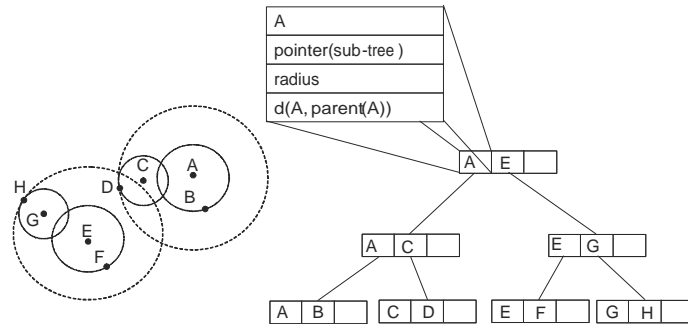 A
pointer(sub-tree )
radius
d(A, parent(A))
A E
A C
E G
A B
C D
E F
G H
C
A
H
D
B
G
E
F